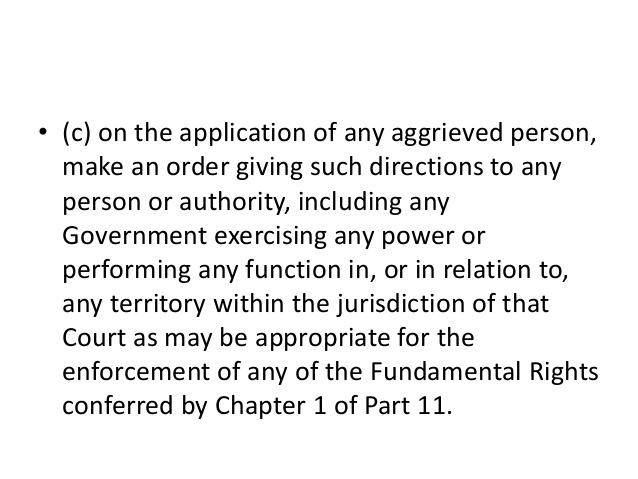 • (c) on the application of any aggrieved person,
make an order giving such directions to any
person or authority, including any
Government exercising any power or
performing any function in, or in relation to,
any territory within the jurisdiction of that
Court as may be appropriate for the
enforcement of any of the Fundamental Rights
conferred by Chapter 1 of Part 11.